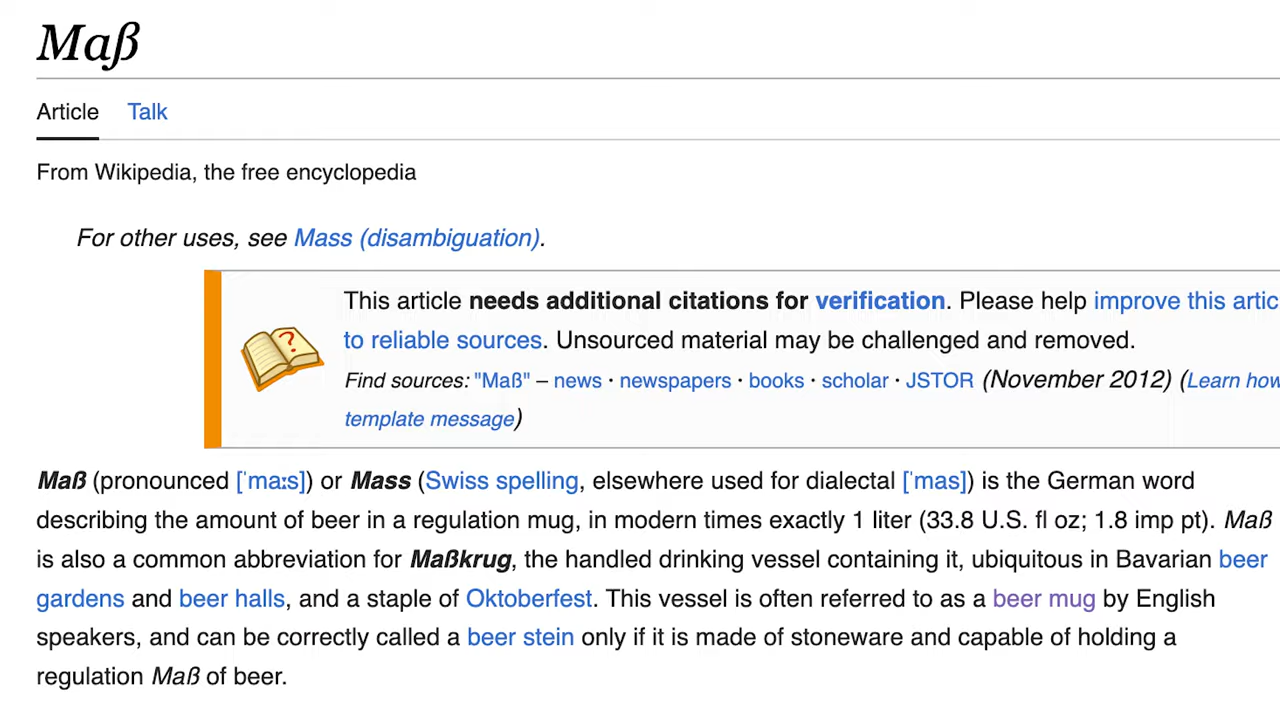 Maß
Article Talk
From Wikipedia, the free encyclopedia
For other uses, see Mass (disambiguation).
This article needs additional citations for verification. Please help improve this artic
to reliable sources. Unsourced material may be challenged and removed.
Find sources: "Maß" – news · newspapers · books · scholar · JSTOR (November 2012) (Learn how
template message)
Maß (pronounced [ˈmaːs]) or Mass (Swiss spelling, elsewhere used for dialectal [ˈmas]) is the German word
describing the amount of beer in a regulation mug, in modern times exactly 1 liter (33.8 U.S. fl oz; 1.8 imp pt). Maß
is also a common abbreviation for Maßkrug, the handled drinking vessel containing it, ubiquitous in Bavarian beer
gardens and beer halls, and a staple of Oktoberfest. This vessel is often referred to as a beer mug by English
speakers, and can be correctly called a beer stein only if it is made of stoneware and capable of holding a
regulation Maß of beer.